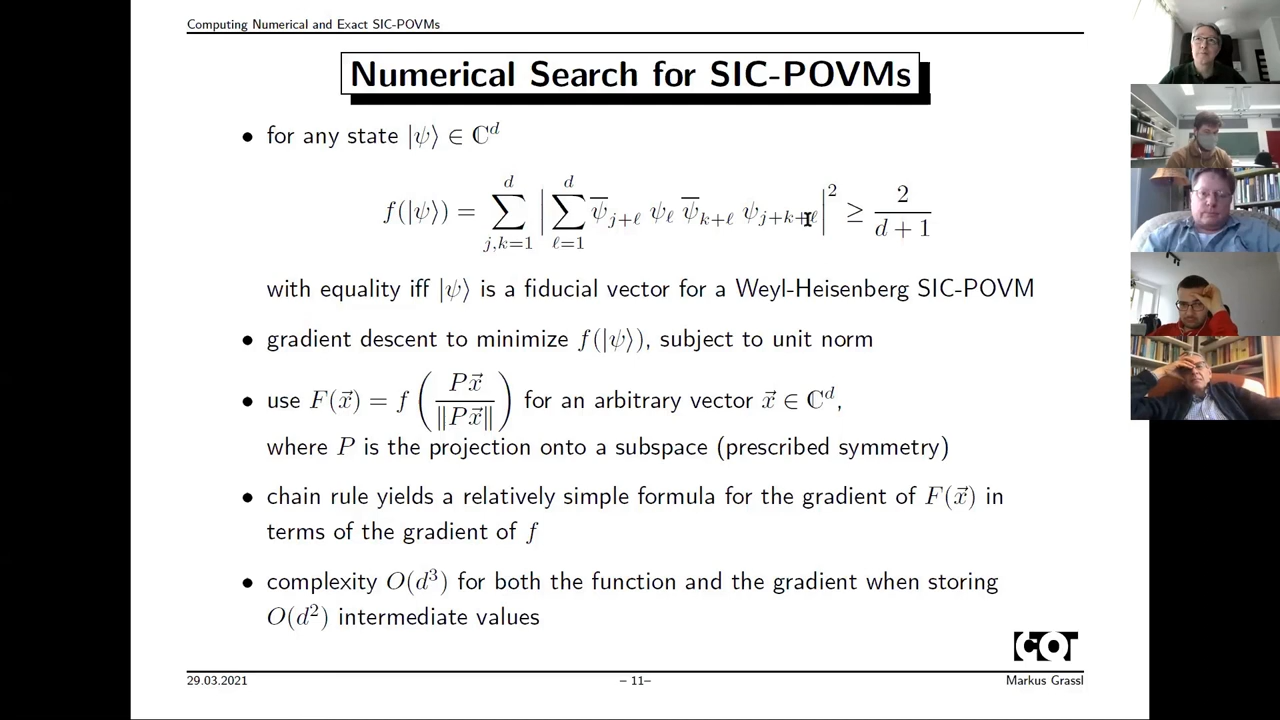 Computing Numerical and Exact SIC-POVMs
Numerical Search for SIC-POVMs
• for any state |ψ⟩ ∈ ℂ^d
f(|ψ⟩) = ∑_{j,k=1}^{d} | ∑_{ℓ=1}^{d} ψ̅_{j+ℓ} ψ_ℓ ψ̅_{k+ℓ} ψ_{j+k+ℓ} |^2 ≥ 2/(d+1)
with equality iff |ψ⟩ is a fiducial vector for a Weyl-Heisenberg SIC-POVM
• gradient descent to minimize f(|ψ⟩), subject to unit norm
• use F(x⃗) = f(Px⃗/‖Px⃗‖) for an arbitrary vector x⃗ ∈ ℂ^d,
where P is the projection onto a subspace (prescribed symmetry)
• chain rule yields a relatively simple formula for the gradient of F(x⃗) in
terms of the gradient of f
• complexity O(d^3) for both the function and the gradient when storing
O(d^2) intermediate values
CQT
29.03.2021
–11–
Markus Grassl